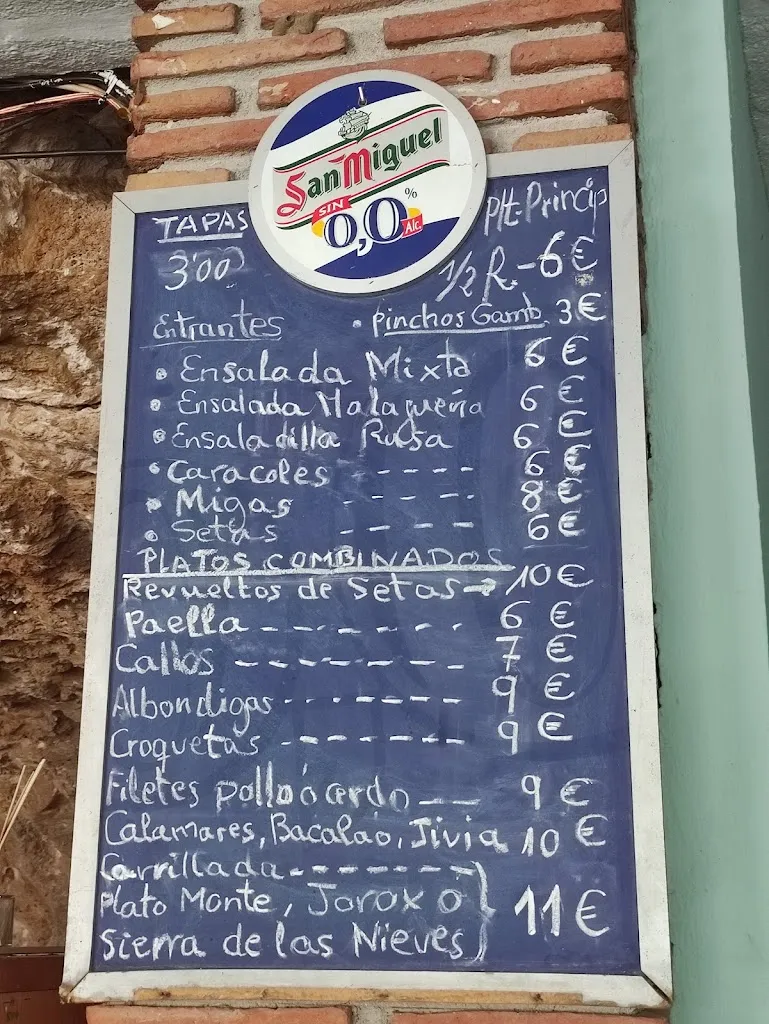 San Miguel
SIN
0,0 %
Alc.
TAPAS
3'00
Plt-Princip
1/2 R.-6€
Entrantes
• Pinchos Gamb. 3€
• Ensalada Mixta 6€
• Ensalada Malagueña 6€
• Ensaladilla Rusa 6€
• Caracoles ---- 6€
• Migas ---- 8€
• Setas ---- 6€
PLATOS COMBINADOS
Revueltos de Setas→ 10€
Paella ------ 6€
Callos ------ 7€
Albondigas ------- 9€
Croquetas ------- 9€
Filetes pollo o cerdo -- 9€
Calamares, Bacalao, Jivia 10€
Carrillada-------
Plato Monte, Jorox o 11€
Sierra de las Nieves